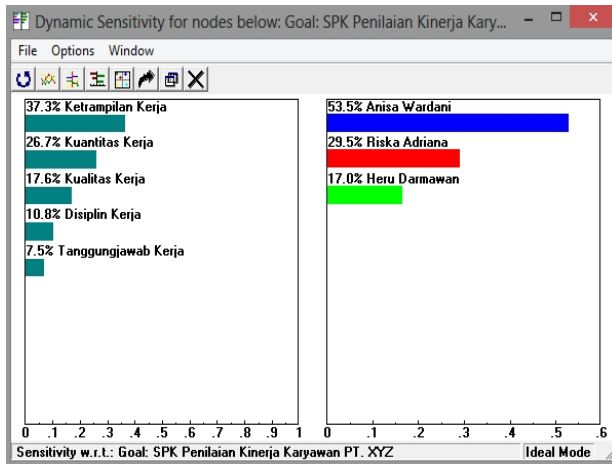 Dynamic Sensitivity for nodes below: Goal: SPK Penilaian Kinerja Kary...
File Options Window
37.3% Ketrampilan Kerja
26.7% Kuantitas Kerja
17.6% Kualitas Kerja
10.8% Disiplin Kerja
7.5% Tanggungjawab Kerja
0 .1 .2 .3 .4 .5 .6 .7 .8 .9 1
53.5% Anisa Wardani
29.5% Riska Adriana
17.0% Heru Darmawan
0 .1 .2 .3 .4 .5 .6
Sensitivity w.r.t.: Goal: SPK Penilaian Kinerja Karyawan PT. XYZ
Ideal Mode